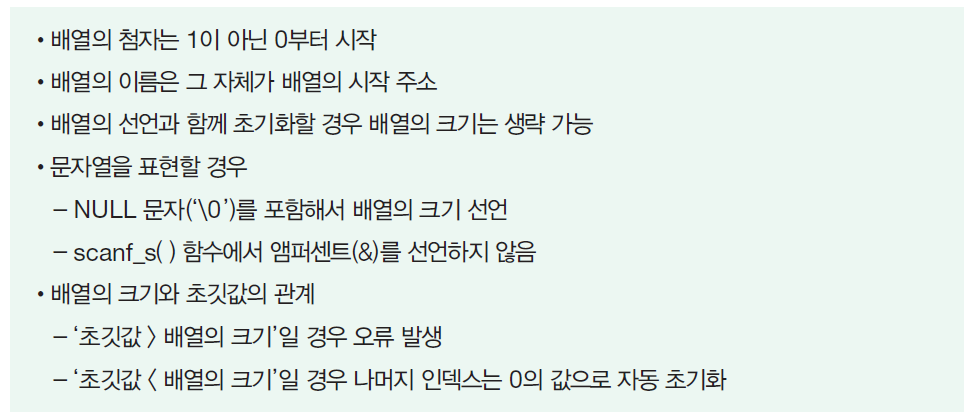 • 배열의 첨자는 1이 아닌 0부터 시작
• 배열의 이름은 그 자체가 배열의 시작 주소
• 배열의 선언과 함께 초기화할 경우 배열의 크기는 생략 가능
• 문자열을 표현할 경우
– NULL 문자(‘\0’)를 포함해서 배열의 크기 선언
– scanf_s( ) 함수에서 앰퍼센트(&)를 선언하지 않음
• 배열의 크기와 초깃값의 관계
– ‘초깃값 > 배열의 크기’일 경우 오류 발생
– ‘초깃값 < 배열의 크기’일 경우 나머지 인덱스는 0의 값으로 자동 초기화